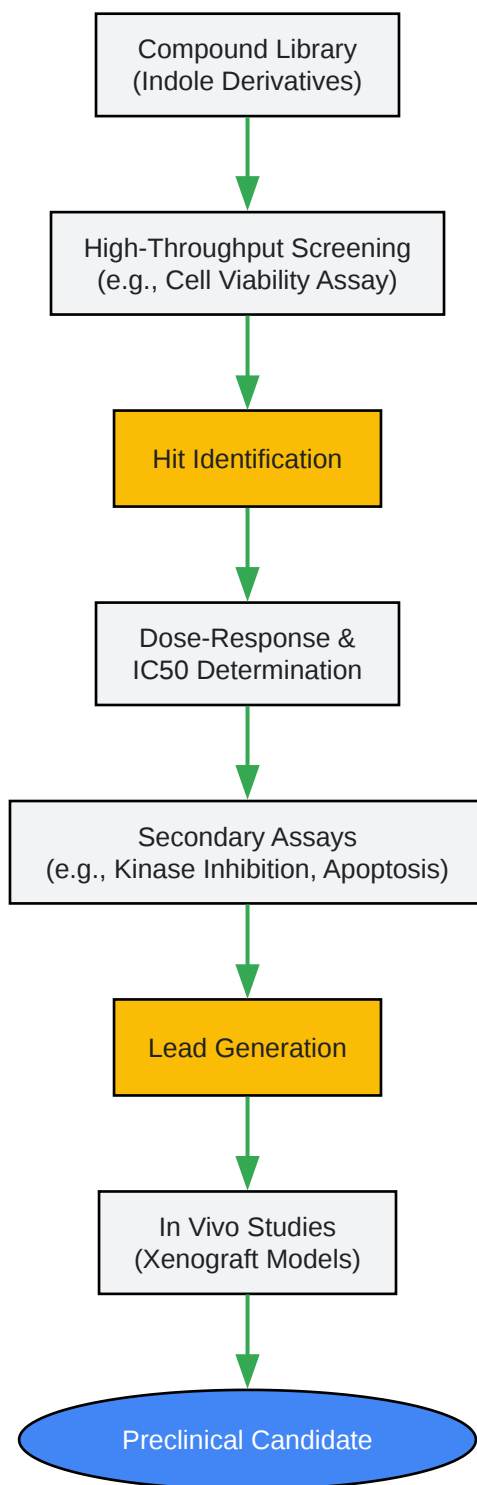 Compound Library
(Indole Derivatives)
High-Throughput Screening
(e.g., Cell Viability Assay)
Hit Identification
Dose-Response &
IC50 Determination
Secondary Assays
(e.g., Kinase Inhibition, Apoptosis)
Lead Generation
In Vivo Studies
(Xenograft Models)
Preclinical Candidate